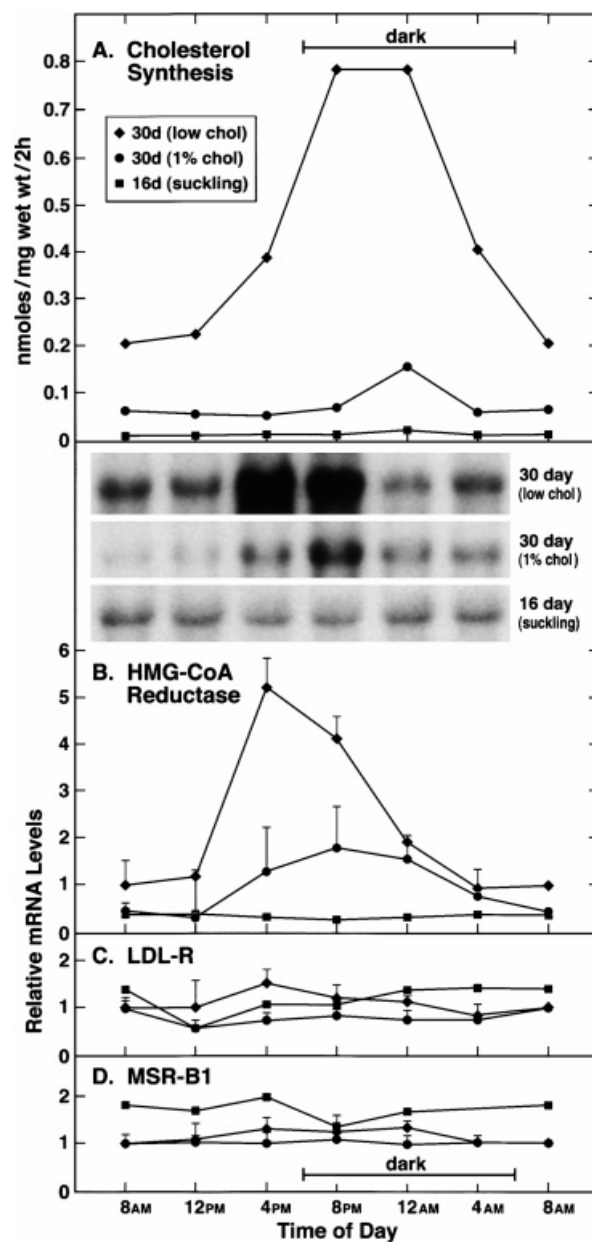 A. Cholesterol
Synthesis
dark
30d (low chol)
30d (1% chol)
16d (suckling)
nmoles/mg wet wt/2h
0.8
0.7
0.6
0.5
0.4
0.3
0.2
0.1
0
30 day
(low chol)
30 day
(1% chol)
16 day
(suckling)
B. HMG-CoA
Reductase
6
5
4
3
2
1
0
Relative mRNA Levels
C. LDL-R
2
1
0
D. MSR-B1
2
1
0
dark
8AM 12PM 4PM 8PM 12AM 4AM 8AM
Time of Day